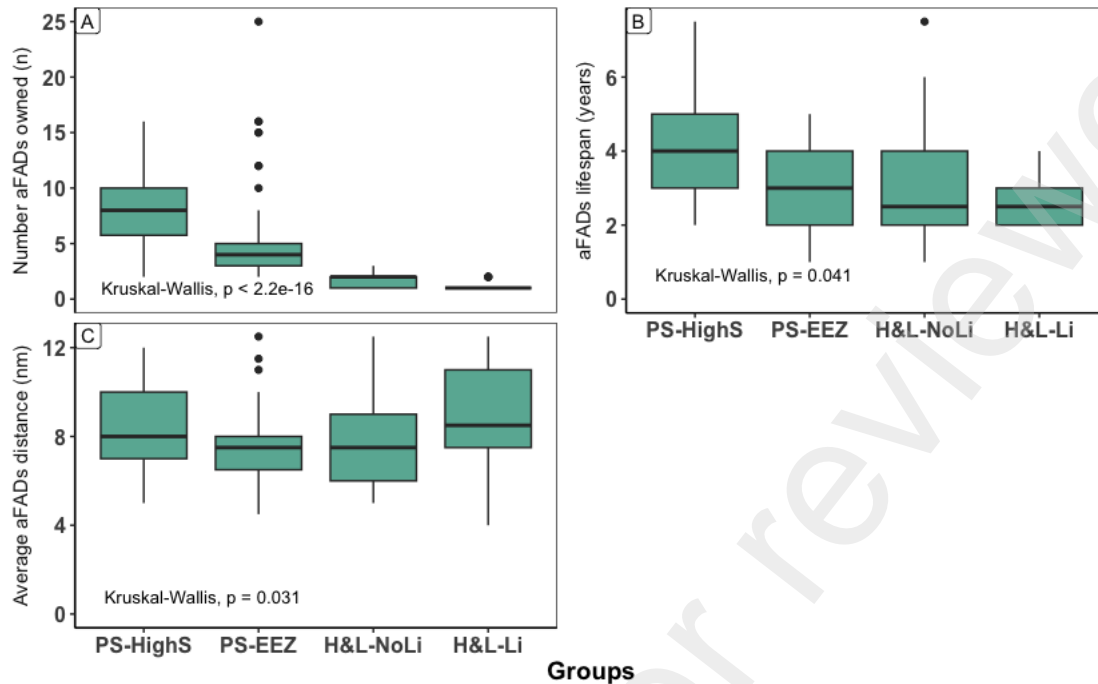 A
Number aFADs owned (n)
25
20
15
10
5
0
Kruskal-Wallis, p < 2.2e-16
B
aFADs lifespan (years)
6
4
2
0
Kruskal-Wallis, p = 0.041
PS-HighS PS-EEZ H&L-NoLi H&L-Li
C
Average aFADs distance (nm)
12
8
4
0
Kruskal-Wallis, p = 0.031
PS-HighS PS-EEZ H&L-NoLi H&L-Li
Groups
r reviewe